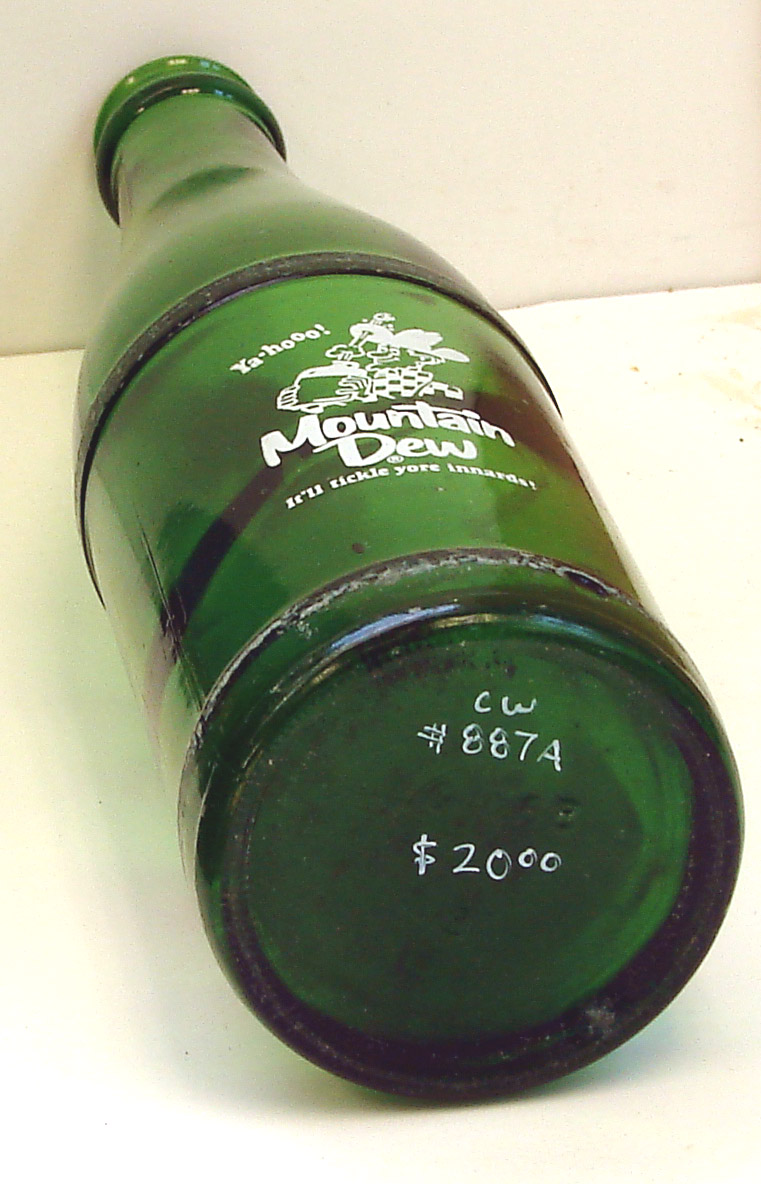 Ya-hooo!
Mountain
Dew®
It'll tickle yore innards!
CW
#887A
$2000